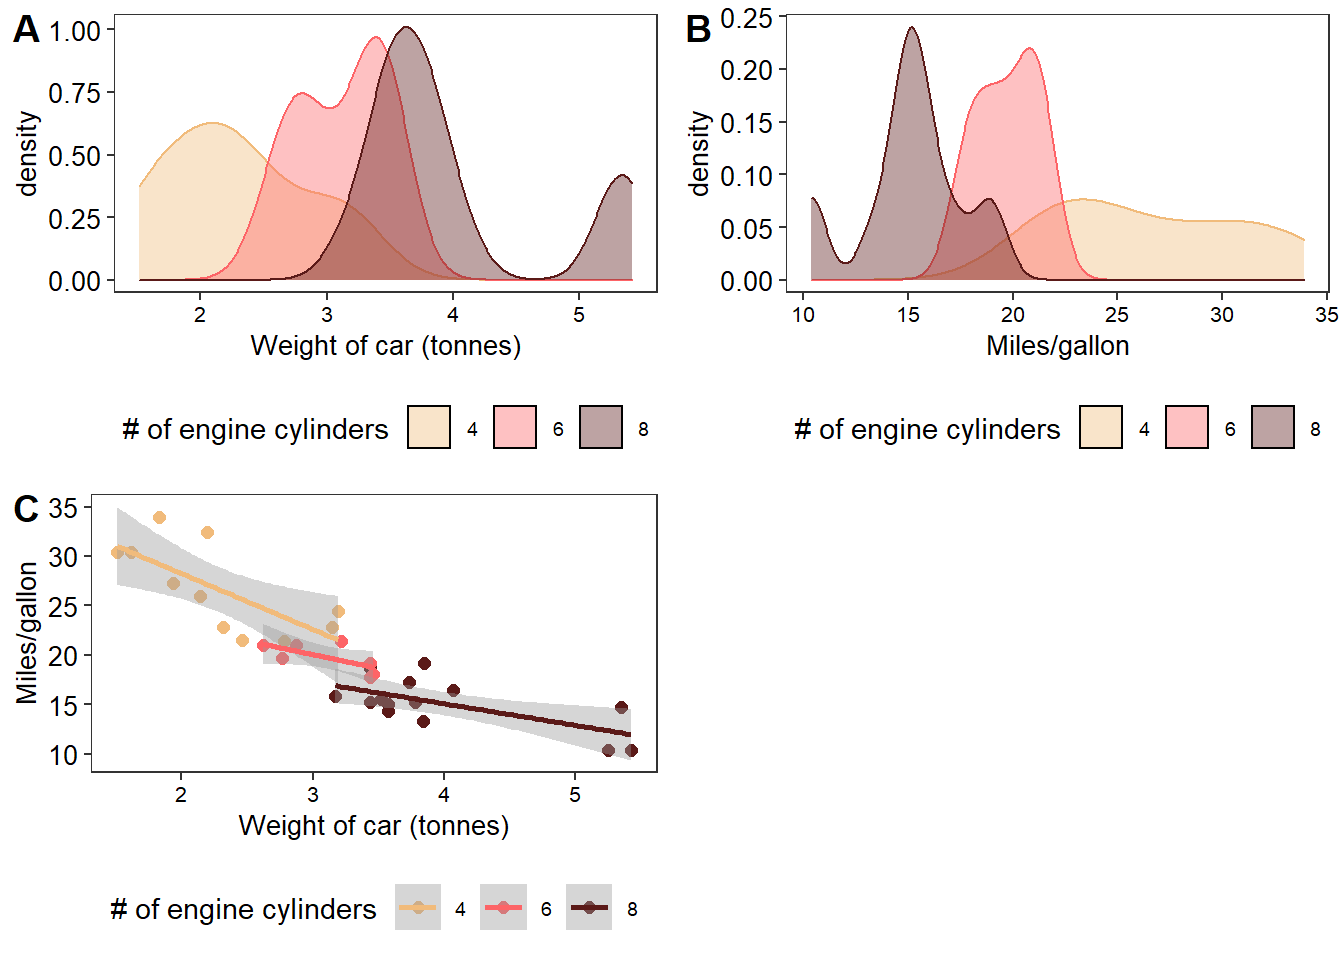 A
1.00
0.75
0.50
0.25
0.00
density
2 3 4 5
Weight of car (tonnes)
# of engine cylinders 4 6 8
B
0.25
0.20
0.15
0.10
0.05
0.00
density
10 15 20 25 30 35
Miles/gallon
# of engine cylinders 4 6 8
C
35
30
25
20
15
10
Miles/gallon
2 3 4 5
Weight of car (tonnes)
# of engine cylinders 4 6 8